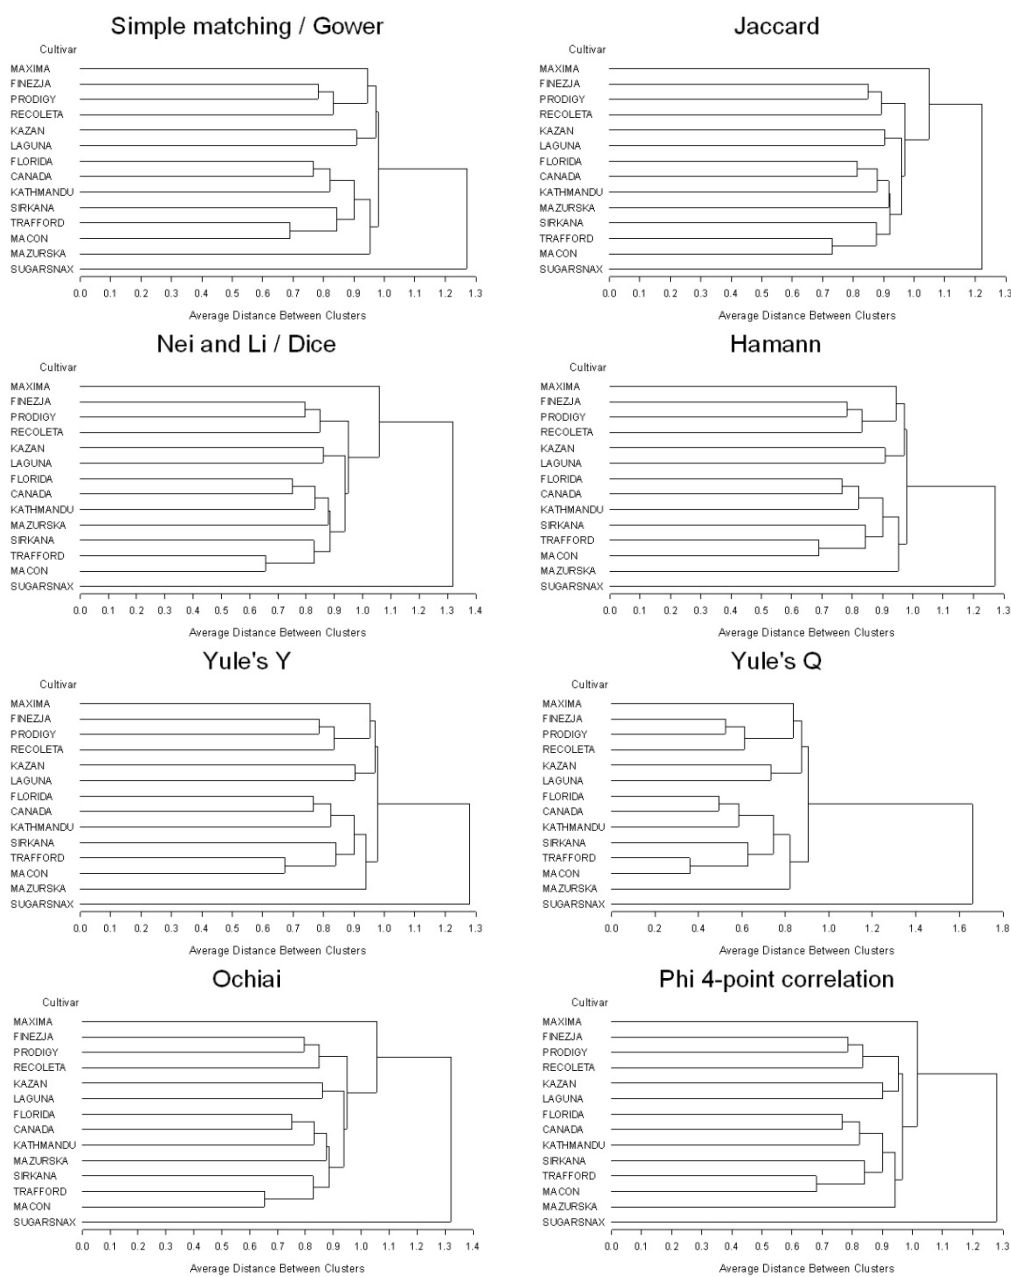 Simple matching / Gower
Cultivar
MAXIMA
FINEZJA
PRODIGY
RECOLETA
KAZAN
LAGUNA
FLORIDA
CANADA
KATHMANDU
SIRKANA
TRAFFORD
MACON
MAZURSKA
SUGARSNAX
0.0 0.1 0.2 0.3 0.4 0.5 0.6 0.7 0.8 0.9 1.0 1.1 1.2 1.3
Average Distance Between Clusters
Jaccard
Cultivar
MAXIMA
FINEZJA
PRODIGY
RECOLETA
KAZAN
LAGUNA
FLORIDA
CANADA
KATHMANDU
MAZURSKA
SIRKANA
TRAFFORD
MACON
SUGARSNAX
0.0 0.1 0.2 0.3 0.4 0.5 0.6 0.7 0.8 0.9 1.0 1.1 1.2 1.3
Average Distance Between Clusters
Nei and Li / Dice
Cultivar
MAXIMA
FINEZJA
PRODIGY
RECOLETA
KAZAN
LAGUNA
FLORIDA
CANADA
KATHMANDU
MAZURSKA
SIRKANA
TRAFFORD
MACON
SUGARSNAX
0.0 0.1 0.2 0.3 0.4 0.5 0.6 0.7 0.8 0.9 1.0 1.1 1.2 1.3 1.4
Average Distance Between Clusters
Hamann
Cultivar
MAXIMA
FINEZJA
PRODIGY
RECOLETA
KAZAN
LAGUNA
FLORIDA
CANADA
KATHMANDU
SIRKANA
TRAFFORD
MACON
MAZURSKA
SUGARSNAX
0.0 0.1 0.2 0.3 0.4 0.5 0.6 0.7 0.8 0.9 1.0 1.1 1.2 1.3
Average Distance Between Clusters
Yule's Y
Cultivar
MAXIMA
FINEZJA
PRODIGY
RECOLETA
KAZAN
LAGUNA
FLORIDA
CANADA
KATHMANDU
SIRKANA
TRAFFORD
MACON
MAZURSKA
SUGARSNAX
0.0 0.1 0.2 0.3 0.4 0.5 0.6 0.7 0.8 0.9 1.0 1.1 1.2 1.3
Average Distance Between Clusters
Yule's Q
Cultivar
MAXIMA
FINEZJA
PRODIGY
RECOLETA
KAZAN
LAGUNA
FLORIDA
CANADA
KATHMANDU
SIRKANA
TRAFFORD
MACON
MAZURSKA
SUGARSNAX
0.0 0.2 0.4 0.6 0.8 1.0 1.2 1.4 1.6 1.8
Average Distance Between Clusters
Ochiai
Cultivar
MAXIMA
FINEZJA
PRODIGY
RECOLETA
KAZAN
LAGUNA
FLORIDA
CANADA
KATHMANDU
MAZURSKA
SIRKANA
TRAFFORD
MACON
SUGARSNAX
0.0 0.1 0.2 0.3 0.4 0.5 0.6 0.7 0.8 0.9 1.0 1.1 1.2 1.3 1.4
Average Distance Between Clusters
Phi 4-point correlation
Cultivar
MAXIMA
FINEZJA
PRODIGY
RECOLETA
KAZAN
LAGUNA
FLORIDA
CANADA
KATHMANDU
SIRKANA
TRAFFORD
MACON
MAZURSKA
SUGARSNAX
0.0 0.1 0.2 0.3 0.4 0.5 0.6 0.7 0.8 0.9 1.0 1.1 1.2 1.3
Average Distance Between Clusters